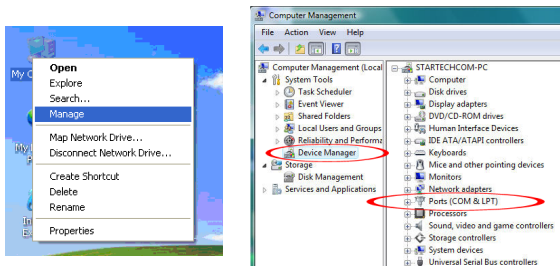 My C
Open
Explore
Search...
Manage
Map Network Drive...
Disconnect Network Drive...
Create Shortcut
Delete
Rename
Properties
Computer Management
File Action View Help
Computer Management (Local
System Tools
Task Scheduler
Event Viewer
Shared Folders
Local Users and Groups
Reliability and Performa
Device Manager
Storage
Disk Management
Services and Applications
STARTECHCOM-PC
Computer
Disk drives
Display adapters
DVD/CD-ROM drives
Human Interface Devices
IDE ATA/ATAPI controllers
Keyboards
Mice and other pointing devices
Monitors
Network adapters
Ports (COM & LPT)
Processors
Sound, video and game controllers
Storage controllers
System devices
Universal Serial Bus controllers